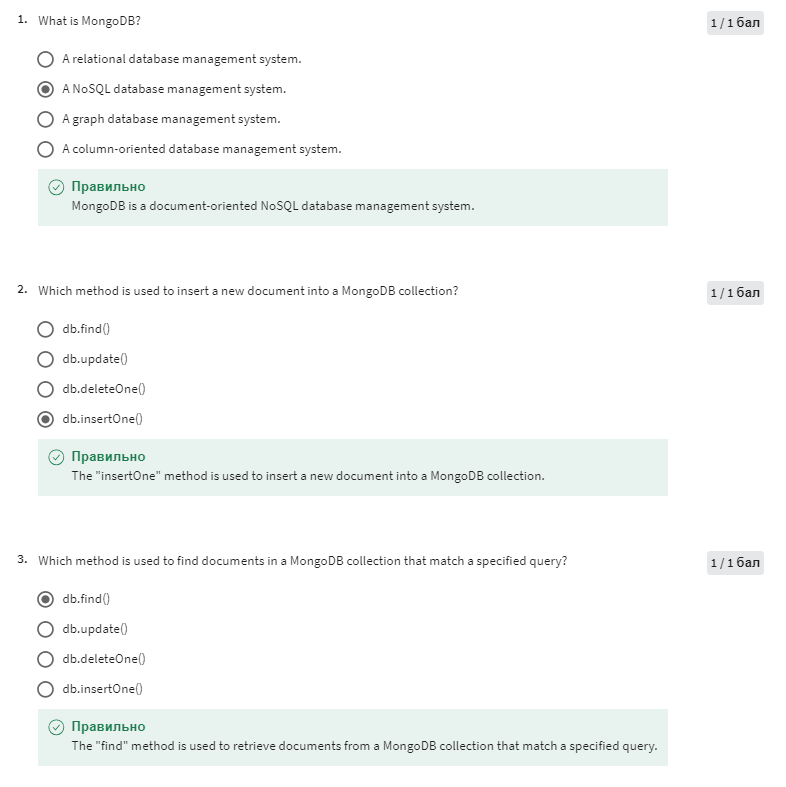 1. What is MongoDB?
1 / 1 бал
A relational database management system.
A NoSQL database management system.
A graph database management system.
A column-oriented database management system.
Правильно
MongoDB is a document-oriented NoSQL database management system.
2. Which method is used to insert a new document into a MongoDB collection?
1 / 1 бал
db.find()
db.update()
db.deleteOne()
db.insertOne()
Правильно
The "insertOne" method is used to insert a new document into a MongoDB collection.
3. Which method is used to find documents in a MongoDB collection that match a specified query?
1 / 1 бал
db.find()
db.update()
db.deleteOne()
db.insertOne()
Правильно
The "find" method is used to retrieve documents from a MongoDB collection that match a specified query.